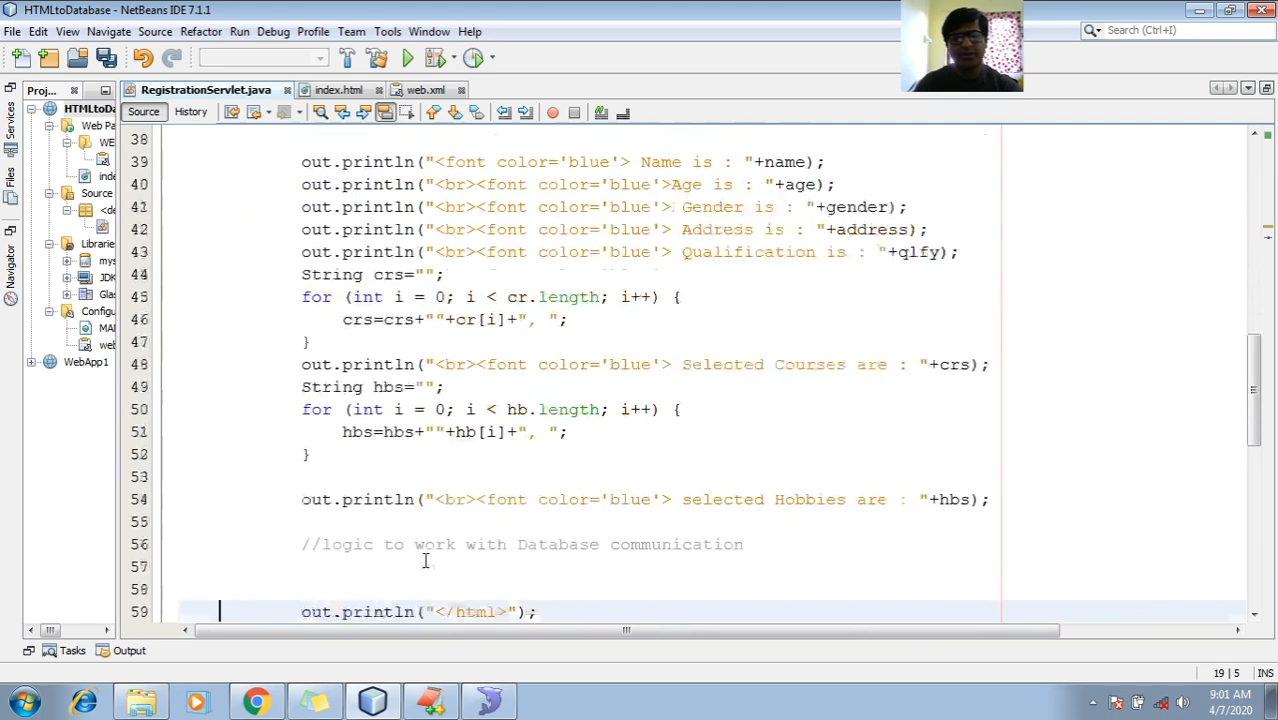 HTMLtoDatabase - NetBeans IDE 7.1.1
File Edit View Navigate Source Refactor Run Debug Profile Team Tools Window Help
Search (Ctrl+I)
Proj...
RegistrationServlet.java
index.html
web.xml
Source History
Services
Files
Navigator
HTMLtoDa
Web Pa
WE
inde
Source
<de
Librarie
mys
JDK
Glas
Configu
MAI
web
WebApp1
38
39 out.println("<font color='blue'> Name is : "+name);
40 out.println("<br><font color='blue'>Age is : "+age);
41 out.println("<br><font color='blue'> Gender is : "+gender);
42 out.println("<br><font color='blue'> Address is : "+address);
43 out.println("<br><font color='blue'> Qualification is : "+qlfy);
44 String crs="";
45 for (int i = 0; i < cr.length; i++) {
46 crs=crs+""+cr[i]+", ";
47 }
48 out.println("<br><font color='blue'> Selected Courses are : "+crs);
49 String hbs="";
50 for (int i = 0; i < hb.length; i++) {
51 hbs=hbs+""+hb[i]+", ";
52 }
53
54 out.println("<br><font color='blue'> selected Hobbies are : "+hbs);
55
56 //logic to work with Database communication
57
58
59 out.println("</html>");
Tasks Output
19 | 5 INS
9:01 AM
4/7/2020